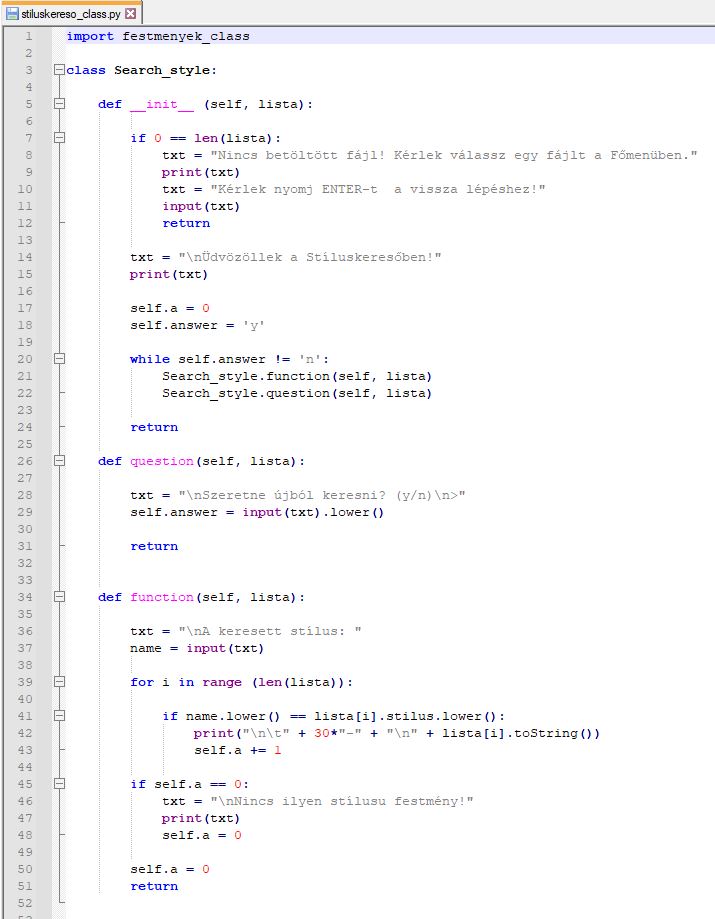 stiluskereso_class.py
1 import festmenyek_class
2
3 class Search_style:
4
5     def __init__ (self, lista):
6
7         if 0 == len(lista):
8             txt = "Nincs betöltött fájl! Kérlek válassz egy fájlt a Főmenüben."
9             print(txt)
10             txt = "Kérlek nyomj ENTER-t  a vissza lépéshez!"
11             input(txt)
12             return
13
14         txt = "\nÜdvözöllek a Stíluskeresőben!"
15         print(txt)
16
17         self.a = 0
18         self.answer = 'y'
19
20         while self.answer != 'n':
21             Search_style.function(self, lista)
22             Search_style.question(self, lista)
23
24         return
25
26     def question(self, lista):
27
28         txt = "\nSzeretne újból keresni? (y/n)\n>"
29         self.answer = input(txt).lower()
30
31         return
32
33
34     def function(self, lista):
35
36         txt = "\nA keresett stílus: "
37         name = input(txt)
38
39         for i in range (len(lista)):
40
41             if name.lower() == lista[i].stilus.lower():
42                 print("\n\t" + 30*"-" + "\n" + lista[i].toString())
43                 self.a += 1
44
45         if self.a == 0:
46             txt = "\nNincs ilyen stílusu festmény!"
47             print(txt)
48             self.a = 0
49
50         self.a = 0
51         return
52